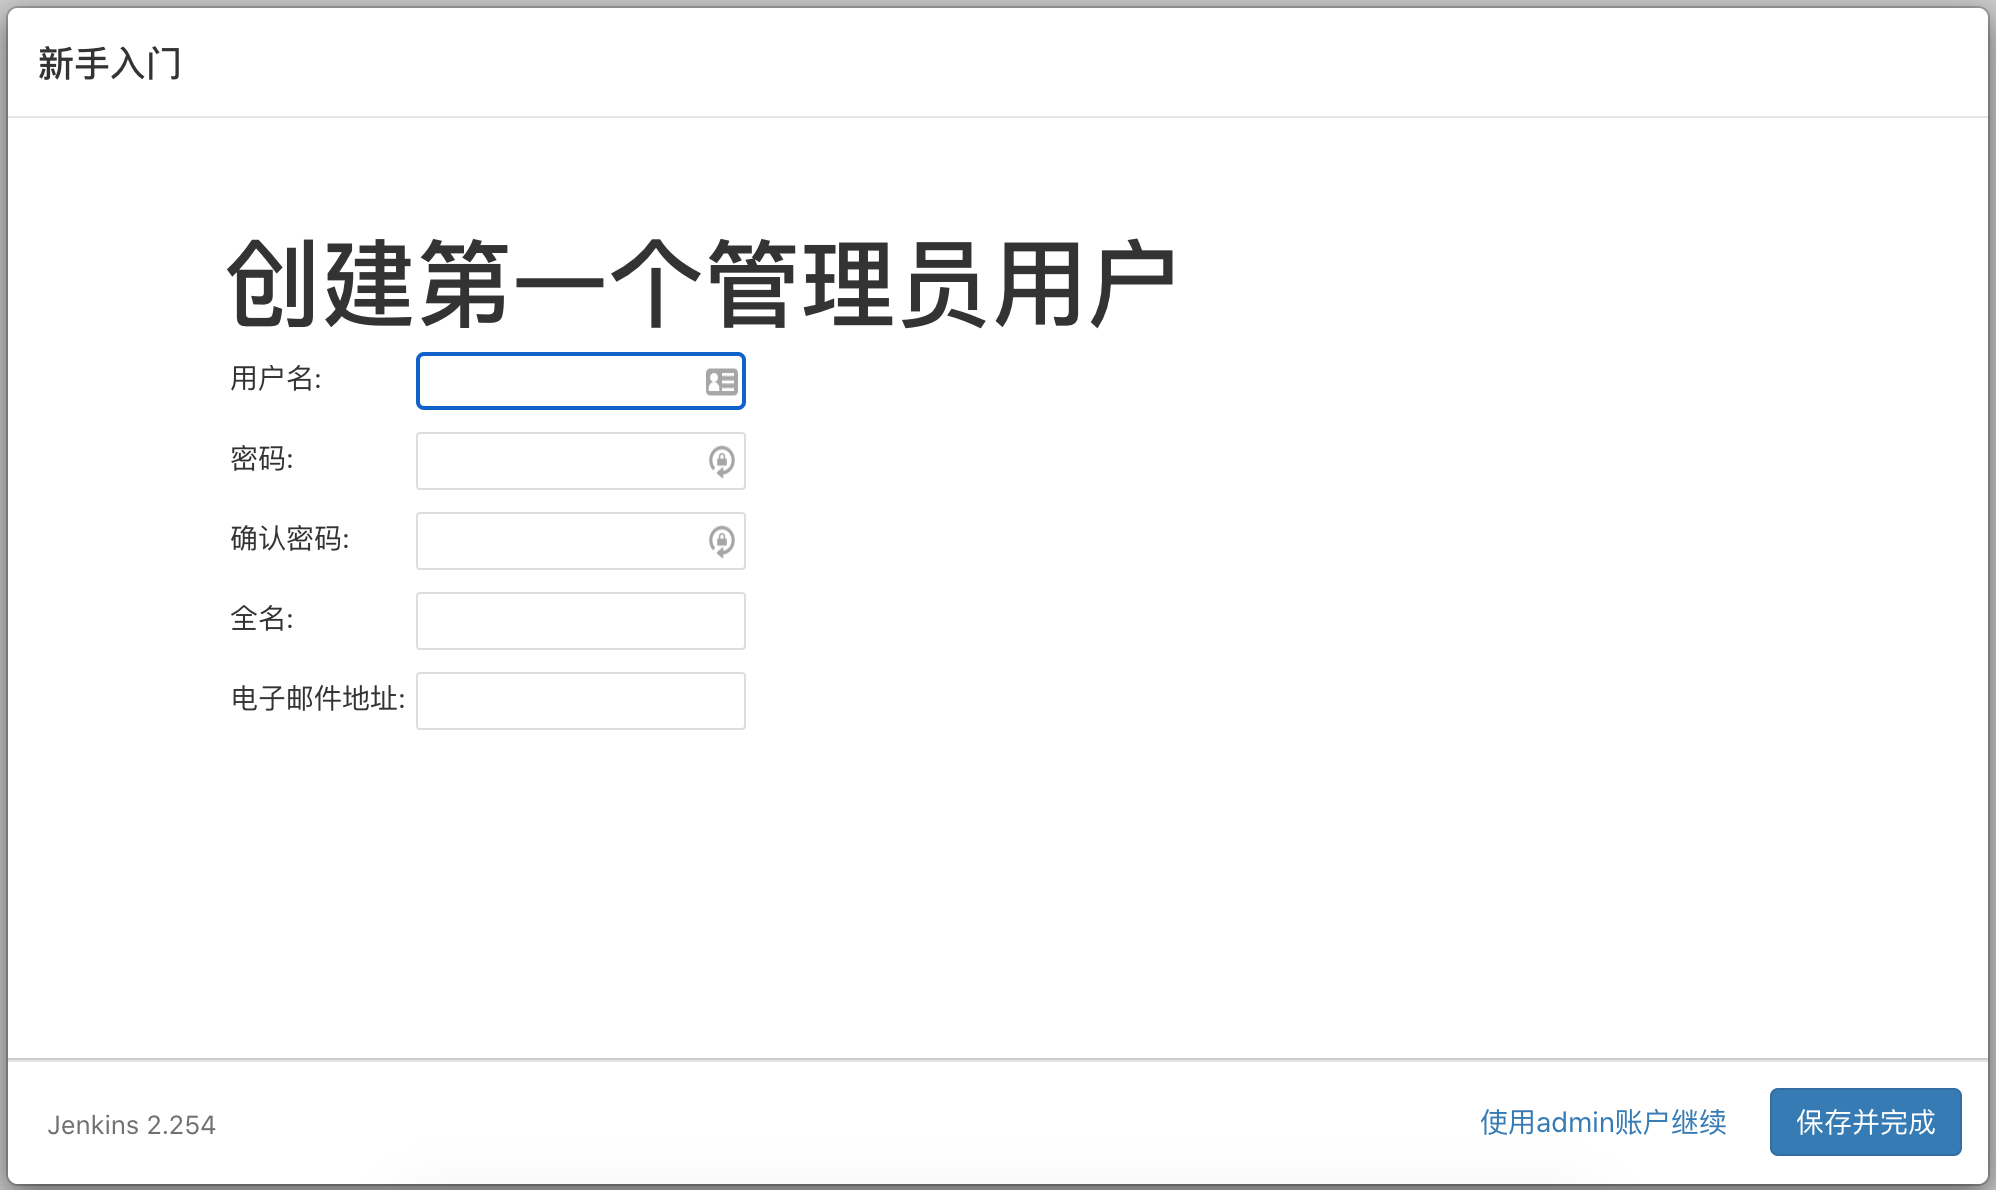 新手入门
创建第一个管理员用户
用户名:
密码:
确认密码:
全名:
电子邮件地址:
Jenkins 2.254
使用admin账户继续
保存并完成